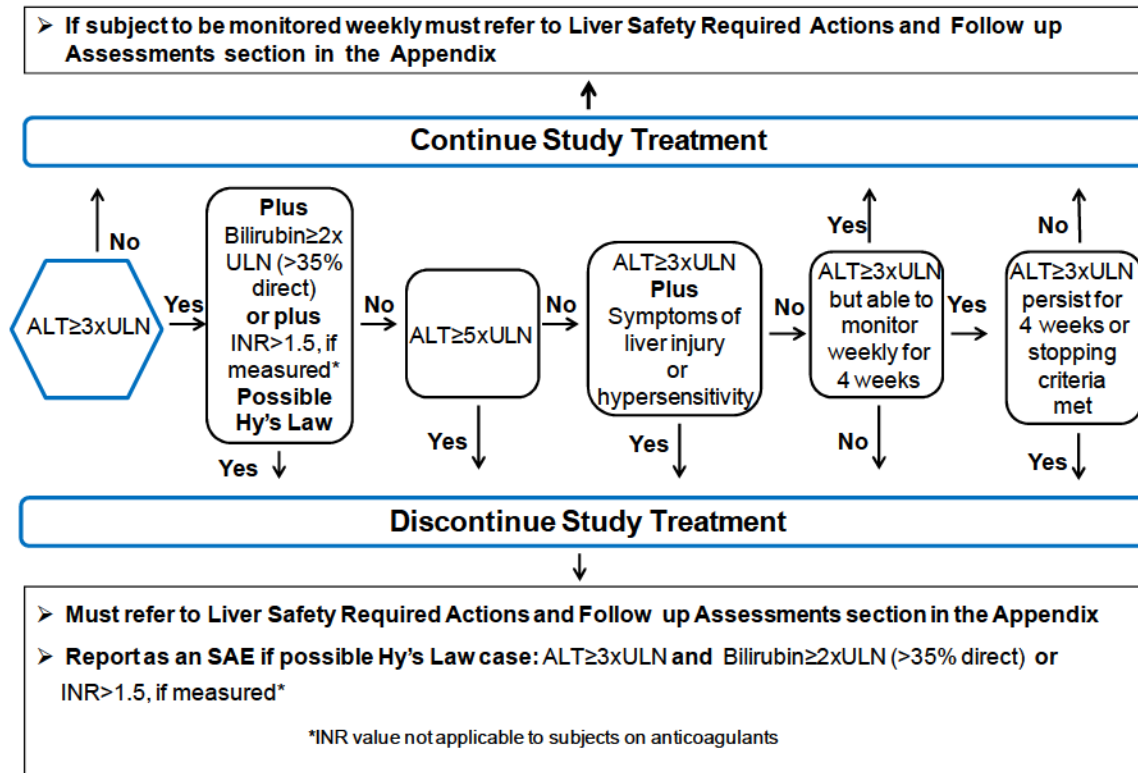 ➢ If subject to be monitored weekly must refer to Liver Safety Required Actions and Follow up
Assessments section in the Appendix
Continue Study Treatment
No
Yes
No
ALT≥3xULN
Yes
Plus
Bilirubin≥2x
ULN (>35%
direct)
or plus
INR>1.5, if
measured*
Possible
Hy's Law
No
ALT≥5xULN
No
ALT≥3xULN
Plus
Symptoms of
liver injury
or
hypersensitivity
No
ALT≥3xULN
but able to
monitor
weekly for
4 weeks
Yes
ALT≥3xULN
persist for
4 weeks or
stopping
criteria
met
Yes
Yes
Yes
No
Yes
Discontinue Study Treatment
➢ Must refer to Liver Safety Required Actions and Follow up Assessments section in the Appendix
➢ Report as an SAE if possible Hy's Law case: ALT≥3xULN and Bilirubin≥2xULN (>35% direct) or
INR>1.5, if measured*
*INR value not applicable to subjects on anticoagulants